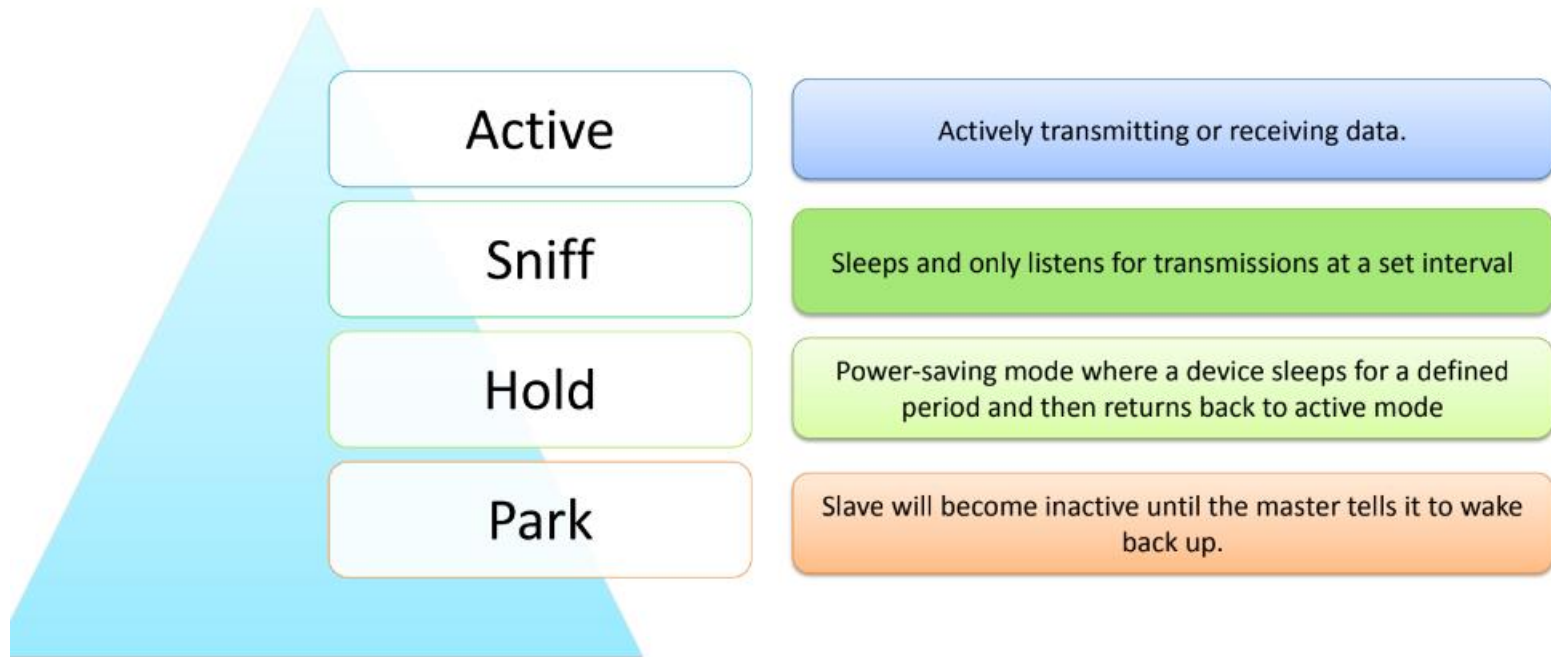 Active
Actively transmitting or receiving data.
Sniff
Sleeps and only listens for transmissions at a set interval
Hold
Power-saving mode where a device sleeps for a defined
period and then returns back to active mode
Park
Slave will become inactive until the master tells it to wake
back up.